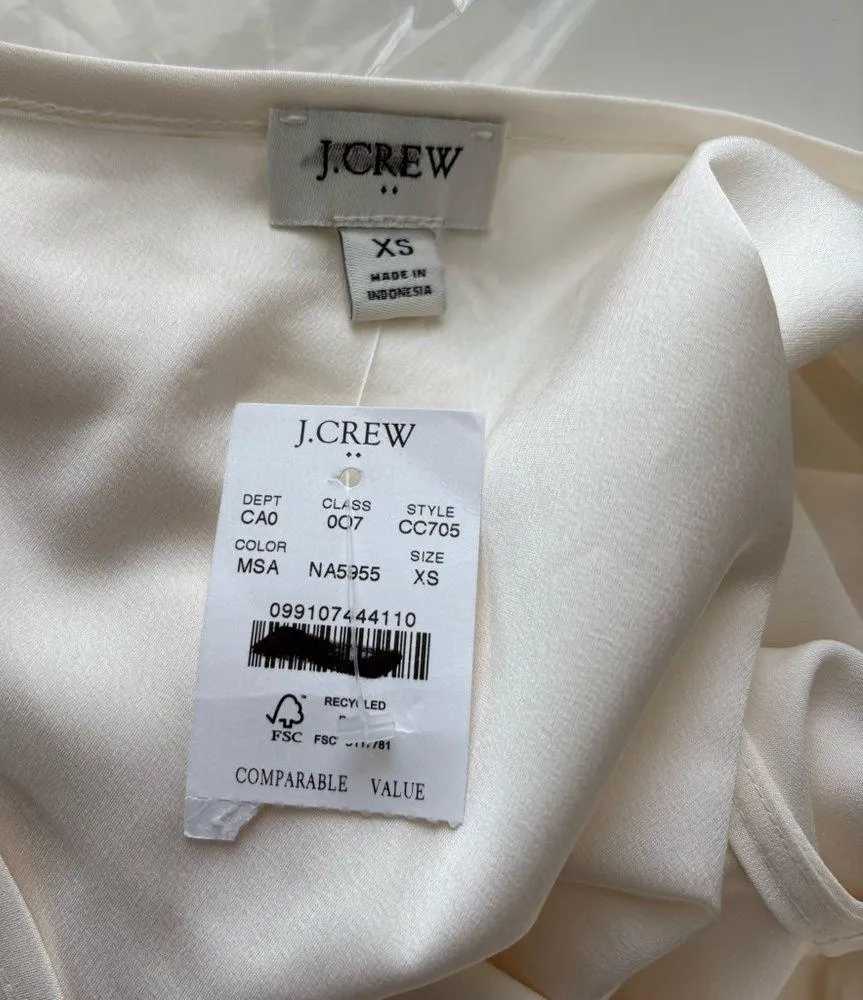 J.CREW
XS
MADE IN
INDONESIA
J.CREW
DEPT CLASS STYLE
CA0 007 CC705
COLOR SIZE
MSA NA5955 XS
099107444110
RECYCLED
FSC
COMPARABLE VALUE